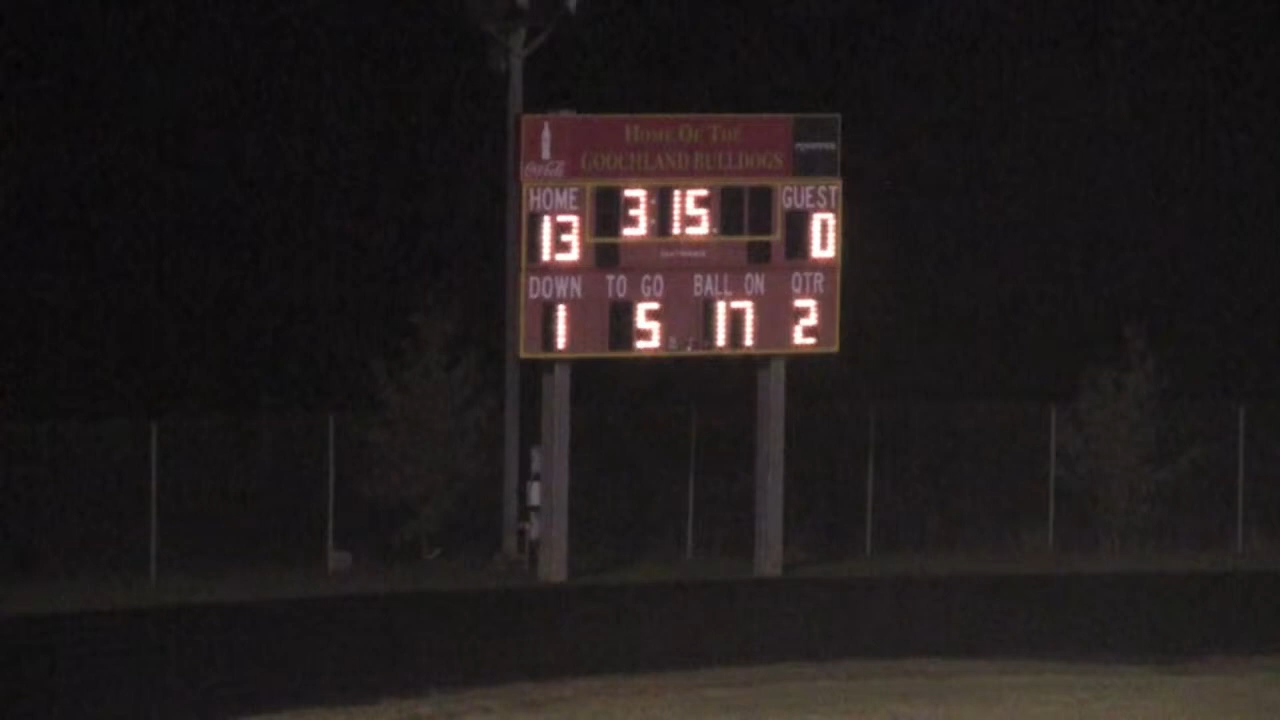 Home Of The
GOOCHLAND BULLDOGS
HOME 3:15 GUEST
13 0
DOWN TO GO BALL ON QTR
1 5 17 2